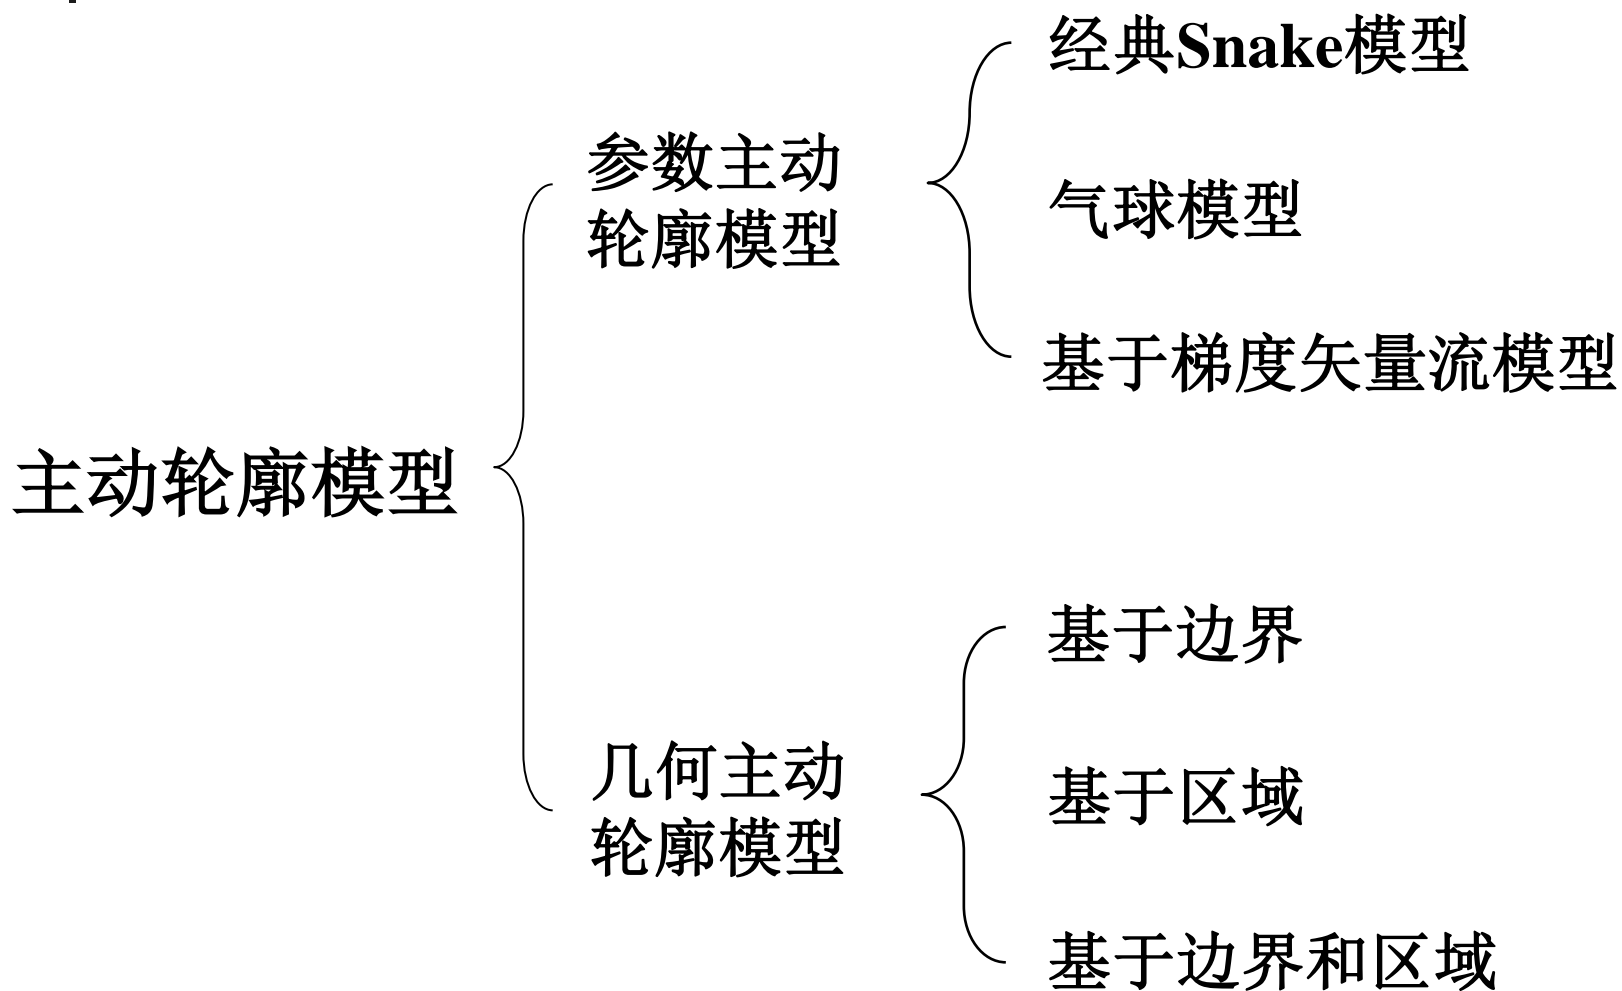 主动轮廓模型
参数主动
轮廓模型
经典Snake模型
气球模型
基于梯度矢量流模型
几何主动
轮廓模型
基于边界
基于区域
基于边界和区域